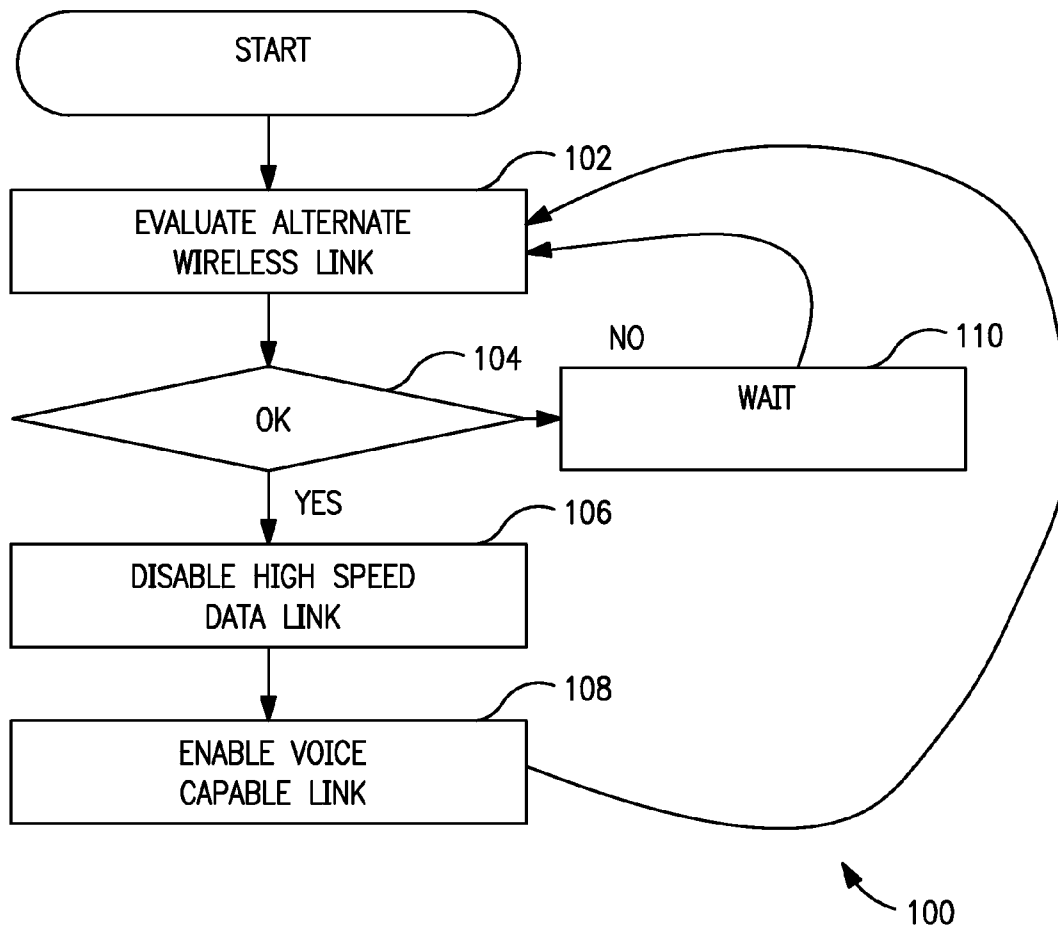 START
102
EVALUATE ALTERNATE
WIRELESS LINK
104
OK
NO
110
WAIT
YES
106
DISABLE HIGH SPEED
DATA LINK
108
ENABLE VOICE
CAPABLE LINK
100